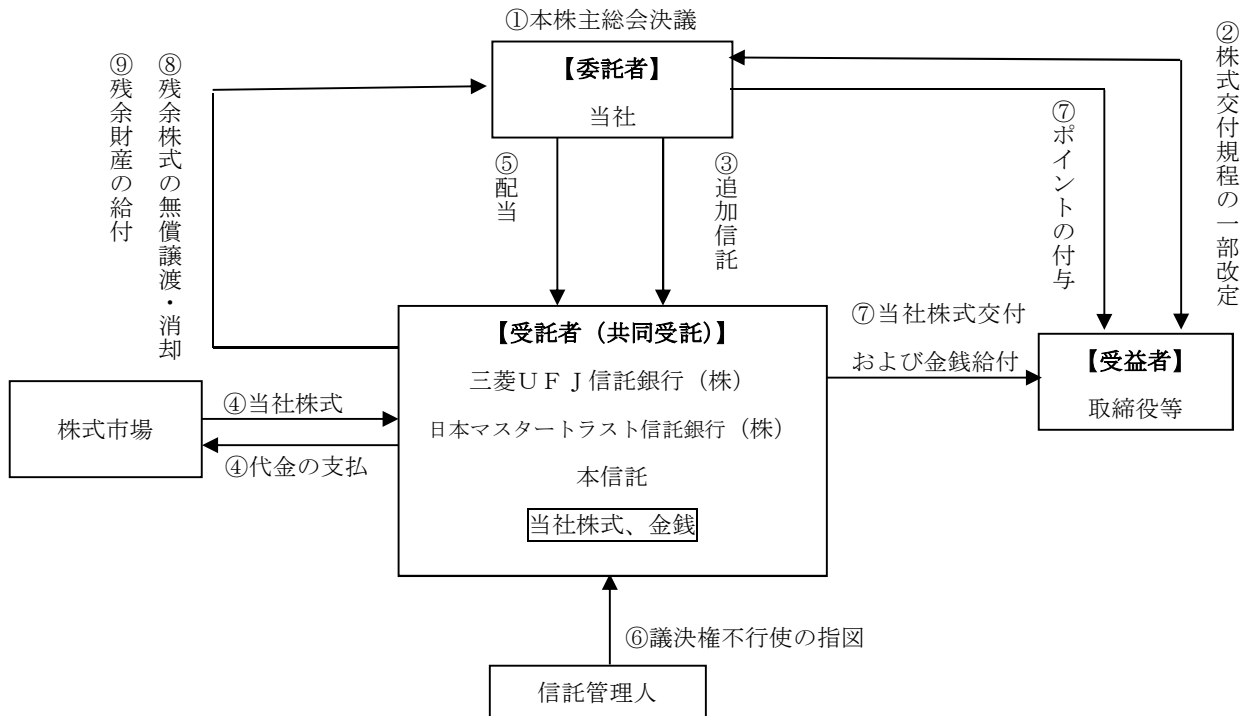 ①本株主総会決議
【委託者】
当社
⑨残余財産の給付
⑧残余株式の無償譲渡・消却
⑤配当
③追加信託
⑦ポイントの付与
②株式交付規程の一部改定
【受託者（共同受託）】
三菱ＵＦＪ信託銀行（株）
日本マスタートラスト信託銀行（株）
本信託
当社株式、金銭
⑦当社株式交付
および金銭給付
【受益者】
取締役等
株式市場
④当社株式
④代金の支払
⑥議決権不行使の指図
信託管理人